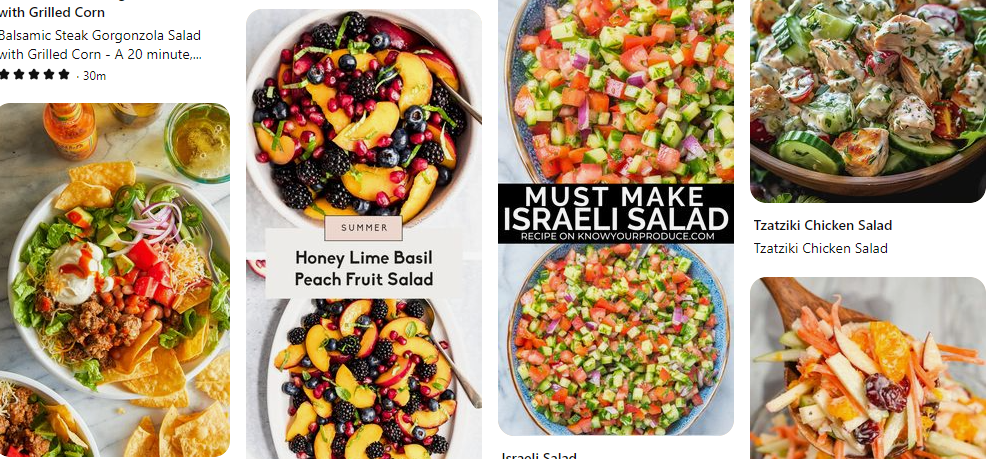 with Grilled Corn
Balsamic Steak Gorgonzola Salad
with Grilled Corn - A 20 minute,...
· 30m
SUMMER
Honey Lime Basil
Peach Fruit Salad
MUST MAKE
ISRAELI SALAD
RECIPE ON KNOWYOURPRODUCE.COM
Israeli Salad
Tzatziki Chicken Salad
Tzatziki Chicken Salad